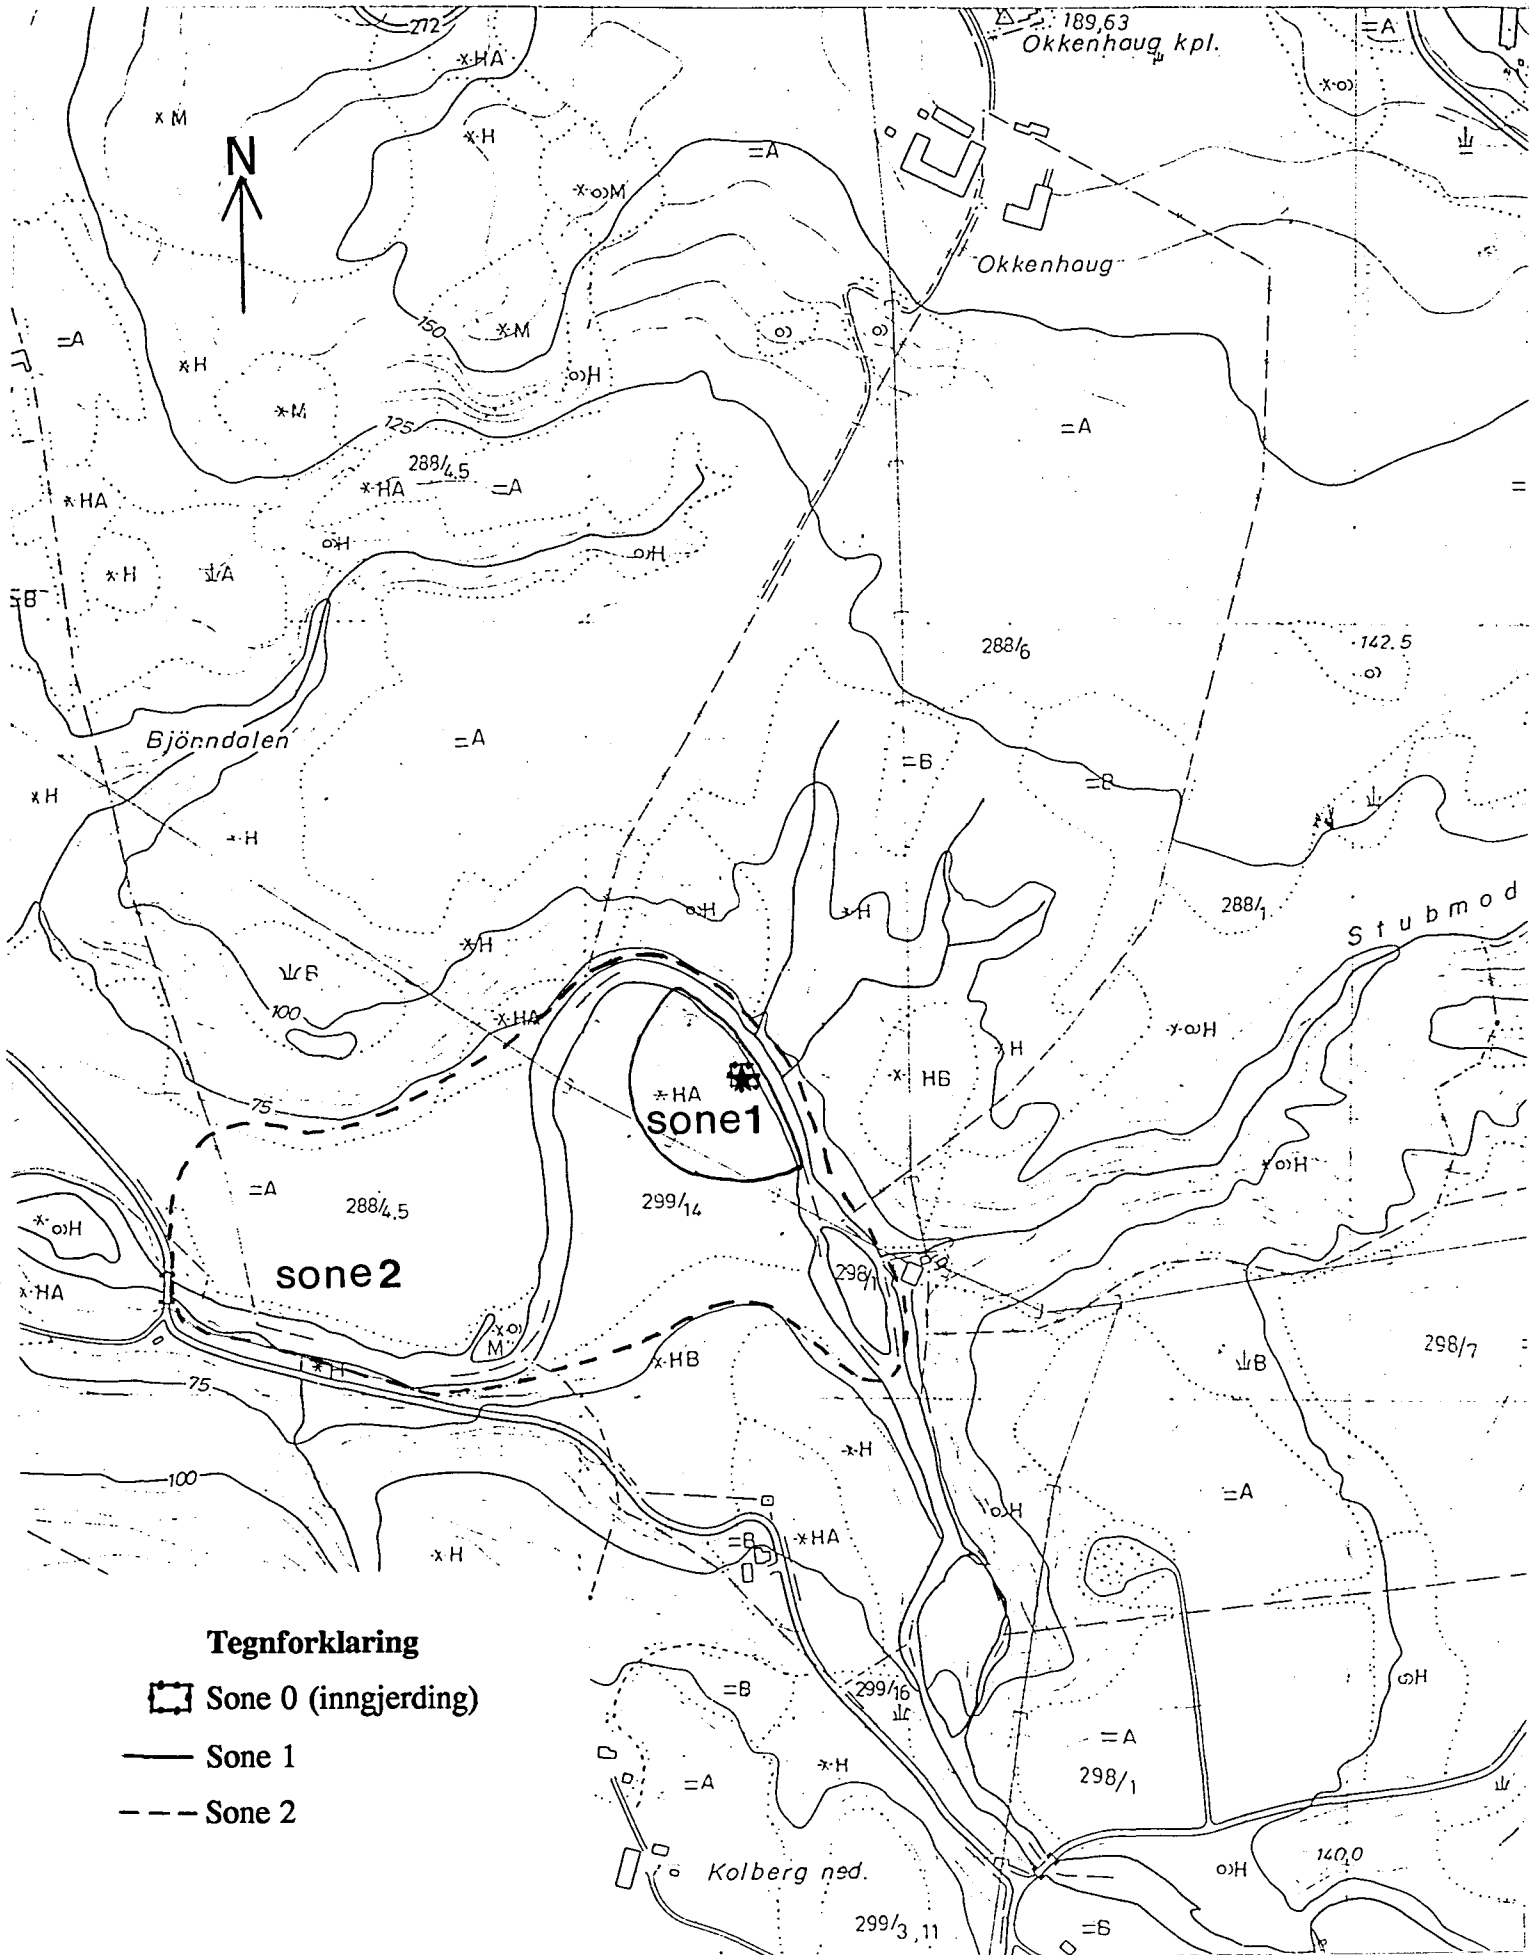 272
189,63
Okkenhaug kpl.
=A
HA
M
H
N
=A
M
Okkenhaug
150
M
=A
H
H
M
125
=A
288/4.5
HA
=A
HA
H
H
H
A
=B
288/6
142.5
Björndalen
=A
=B
=B
H
H
288/1
H
H
Stubmod
H
B
100
HA
H
H
HB
HA
75
sone1
H
=A
288/4.5
299/14
H
sone2
298/1
HA
M
H
HB
B
298/7
75
H
100
=A
H
=B
HA
H
Tegnforklaring
Sone 0 (inngjerding)
Sone 1
Sone 2
=B
299/16
H
=A
H
=A
298/1
Kolberg ned.
H
140,0
299/3,11
=B